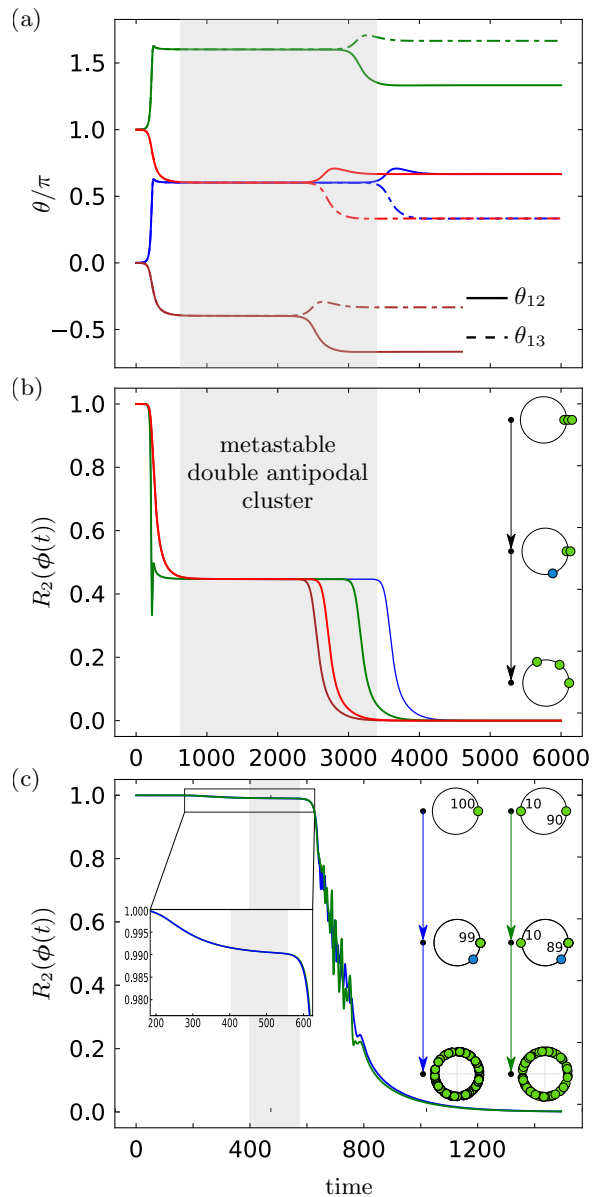 (a)
θ/π
1.5
1.0
0.5
0.0
−0.5
θ12
θ13
(b)
R2(ϕ(t))
1.0
0.8
0.6
0.4
0.2
0.0
metastable
double antipodal
cluster
0 1000 2000 3000 4000 5000 6000
(c)
R2(ϕ(t))
1.0
0.8
0.6
0.4
0.2
0.0
1.000
0.995
0.990
0.985
0.980
200 300 400 500 600
100 10 90
99 10 89
0 400 800 1200
time